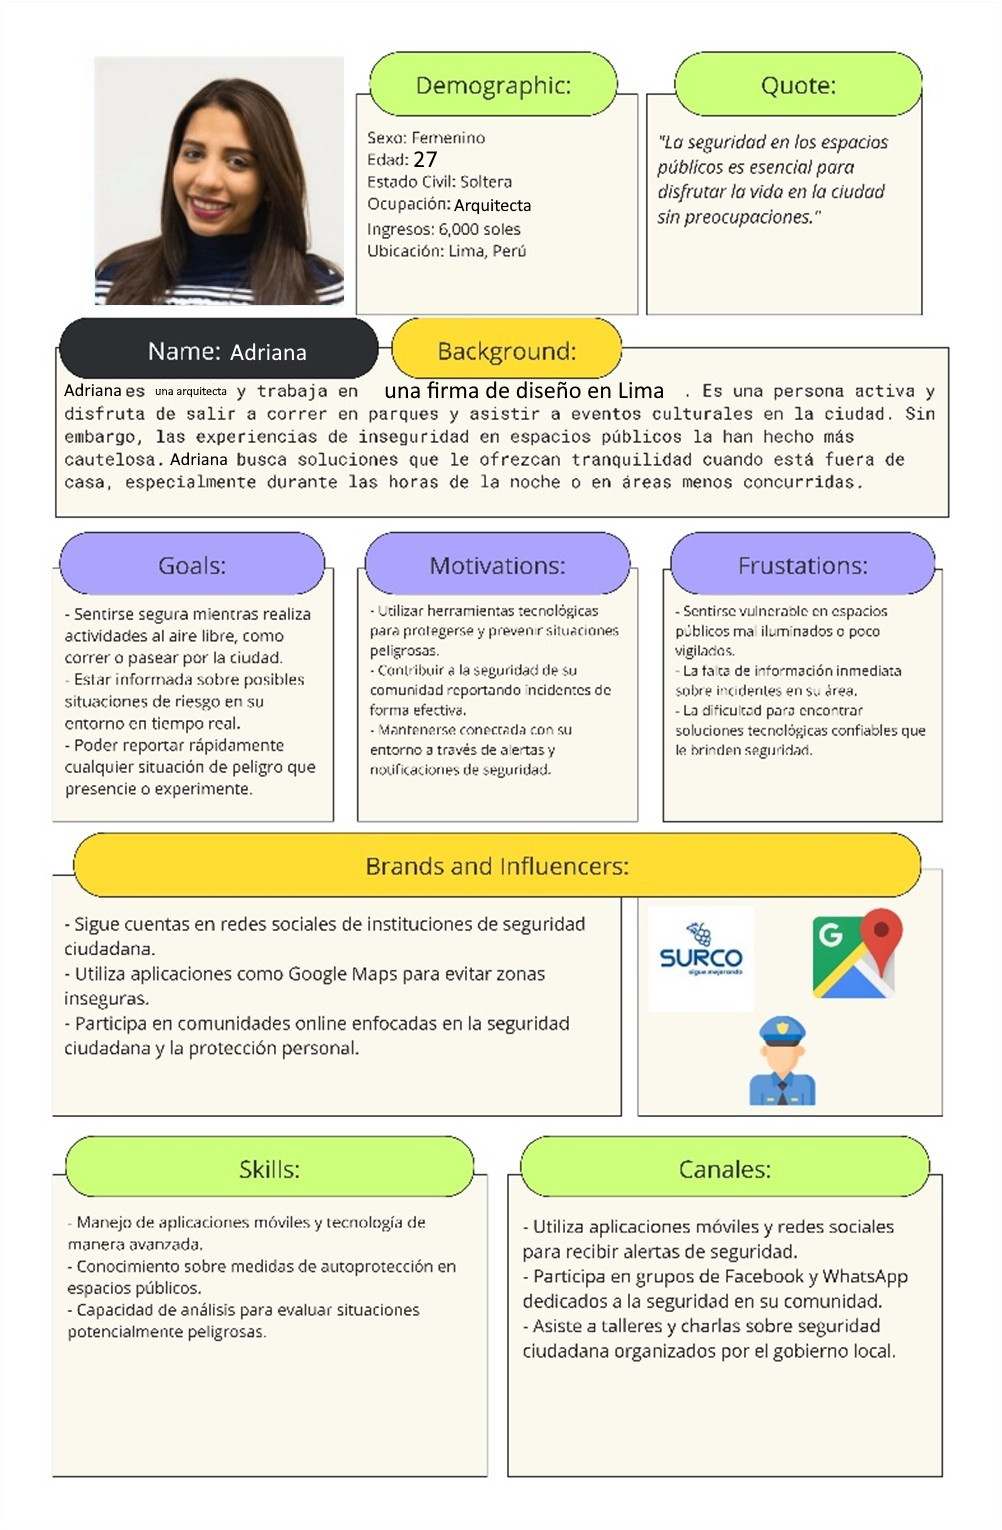 Demographic:
Sexo: Femenino
Edad: 27
Estado Civil: Soltera
Ocupación: Arquitecta
Ingresos: 6,000 soles
Ubicación: Lima, Perú
Quote:
"La seguridad en los espacios
públicos es esencial para
disfrutar la vida en la ciudad
sin preocupaciones."
Name: Adriana
Background:
Adriana es una arquitecta y trabaja en una firma de diseño en Lima . Es una persona activa y
disfruta de salir a correr en parques y asistir a eventos culturales en la ciudad. Sin
embargo, las experiencias de inseguridad en espacios públicos la han hecho más
cautelosa. Adriana busca soluciones que le ofrezcan tranquilidad cuando está fuera de
casa, especialmente durante las horas de la noche o en áreas menos concurridas.
Goals:
- Sentirse segura mientras realiza
actividades al aire libre, como
correr o pasear por la ciudad.
- Estar informada sobre posibles
situaciones de riesgo en su
entorno en tiempo real.
- Poder reportar rápidamente
cualquier situación de peligro que
presencie o experimente.
Motivations:
- Utilizar herramientas tecnológicas
para protegerse y prevenir situaciones
peligrosas.
- Contribuir a la seguridad de su
comunidad reportando incidentes de
forma efectiva.
- Mantenerse conectada con su
entorno a través de alertas y
notificaciones de seguridad.
Frustations:
- Sentirse vulnerable en espacios
públicos mal iluminados o poco
vigilados.
- La falta de información inmediata
sobre incidentes en su área.
- La dificultad para encontrar
soluciones tecnológicas confiables que
le brinden seguridad.
Brands and Influencers:
- Sigue cuentas en redes sociales de instituciones de seguridad
ciudadana.
- Utiliza aplicaciones como Google Maps para evitar zonas
inseguras.
- Participa en comunidades online enfocadas en la seguridad
ciudadana y la protección personal.
SURCO
sigue mejorando
G
Skills:
- Manejo de aplicaciones móviles y tecnología de
manera avanzada.
- Conocimiento sobre medidas de autoprotección en
espacios públicos.
- Capacidad de análisis para evaluar situaciones
potencialmente peligrosas.
Canales:
- Utiliza aplicaciones móviles y redes sociales
para recibir alertas de seguridad.
- Participa en grupos de Facebook y WhatsApp
dedicados a la seguridad en su comunidad.
- Asiste a talleres y charlas sobre seguridad
ciudadana organizados por el gobierno local.